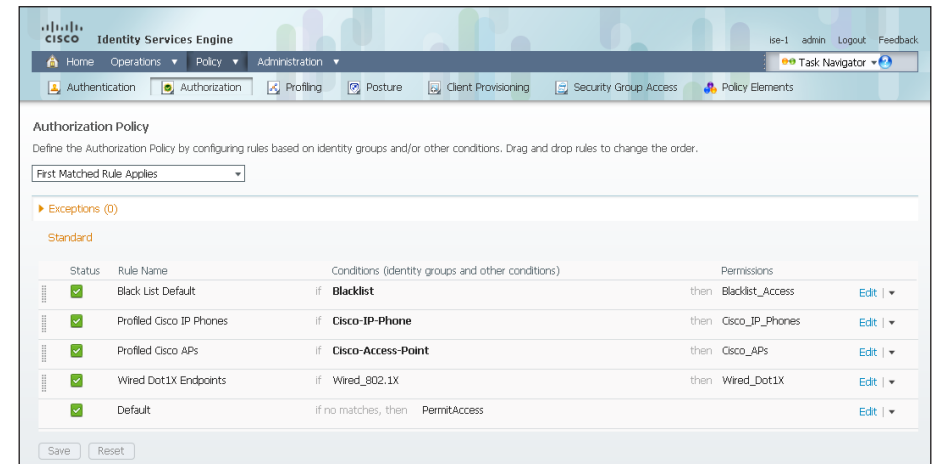 CISCO Identity Services Engine
ise-1 admin Logout Feedback
Home Operations Policy Administration
Task Navigator
Authentication Authorization Profiling Posture Client Provisioning Security Group Access Policy Elements
Authorization Policy
Define the Authorization Policy by configuring rules based on identity groups and/or other conditions. Drag and drop rules to change the order.
First Matched Rule Applies
Exceptions (0)
Standard
Status Rule Name Conditions (identity groups and other conditions) Permissions
Black List Default if Blacklist then Blacklist_Access Edit |
Profiled Cisco IP Phones if Cisco-IP-Phone then Cisco_IP_Phones Edit |
Profiled Cisco APs if Cisco-Access-Point then Cisco_APs Edit |
Wired Dot1X Endpoints if Wired_802.1X then Wired_Dot1X Edit |
Default if no matches, then PermitAccess Edit |
Save Reset